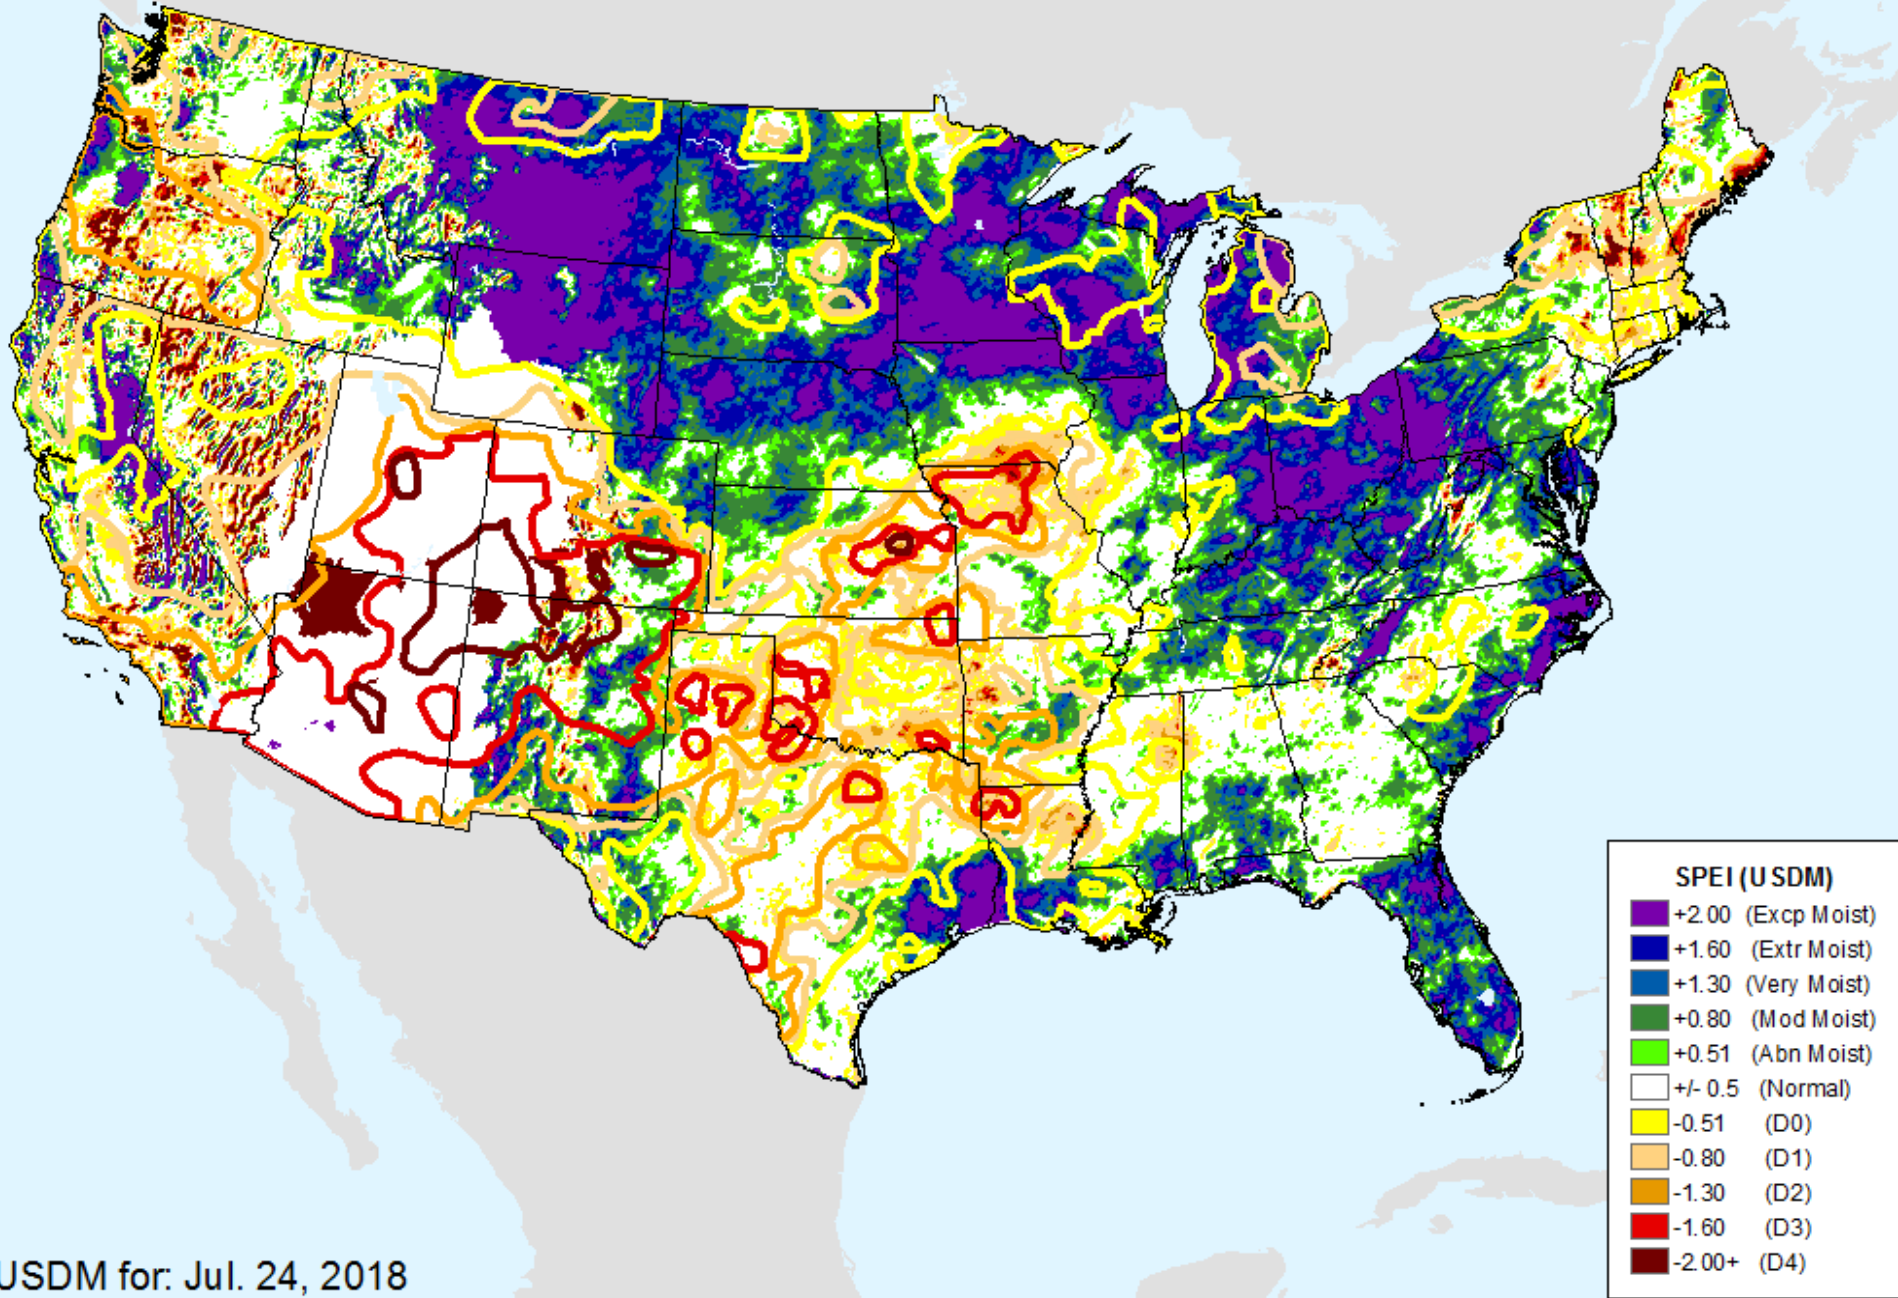 SPEI (USDM)
+2.00 (Excp Moist)
+1.60 (Extr Moist)
+1.30 (Very Moist)
+0.80 (Mod Moist)
+0.51 (Abn Moist)
+/- 0.5 (Normal)
-0.51 (D0)
-0.80 (D1)
-1.30 (D2)
-1.60 (D3)
-2.00+ (D4)
USDM for: Jul. 24, 2018